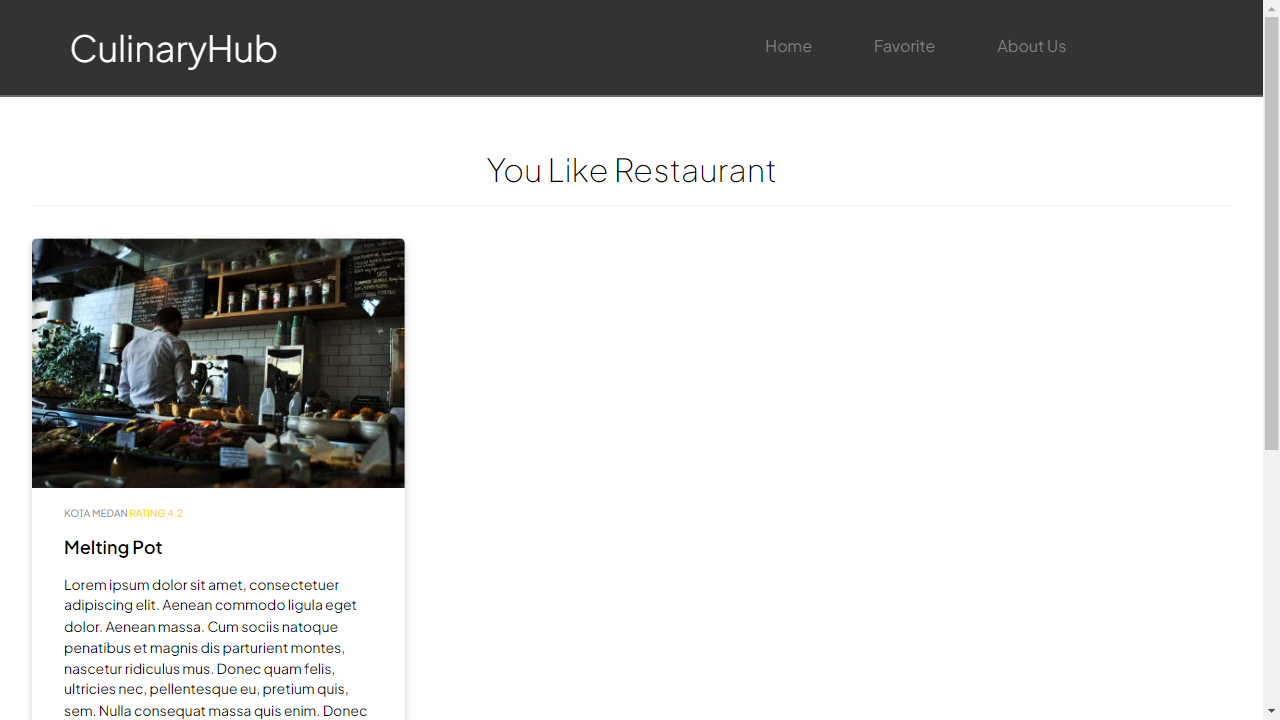 CulinaryHub
Home Favorite About Us
You Like Restaurant
KOTA MEDAN RATING 4.2
Melting Pot
Lorem ipsum dolor sit amet, consectetuer
adipiscing elit. Aenean commodo ligula eget
dolor. Aenean massa. Cum sociis natoque
penatibus et magnis dis parturient montes,
nascetur ridiculus mus. Donec quam felis,
ultricies nec, pellentesque eu, pretium quis,
sem. Nulla consequat massa quis enim. Donec